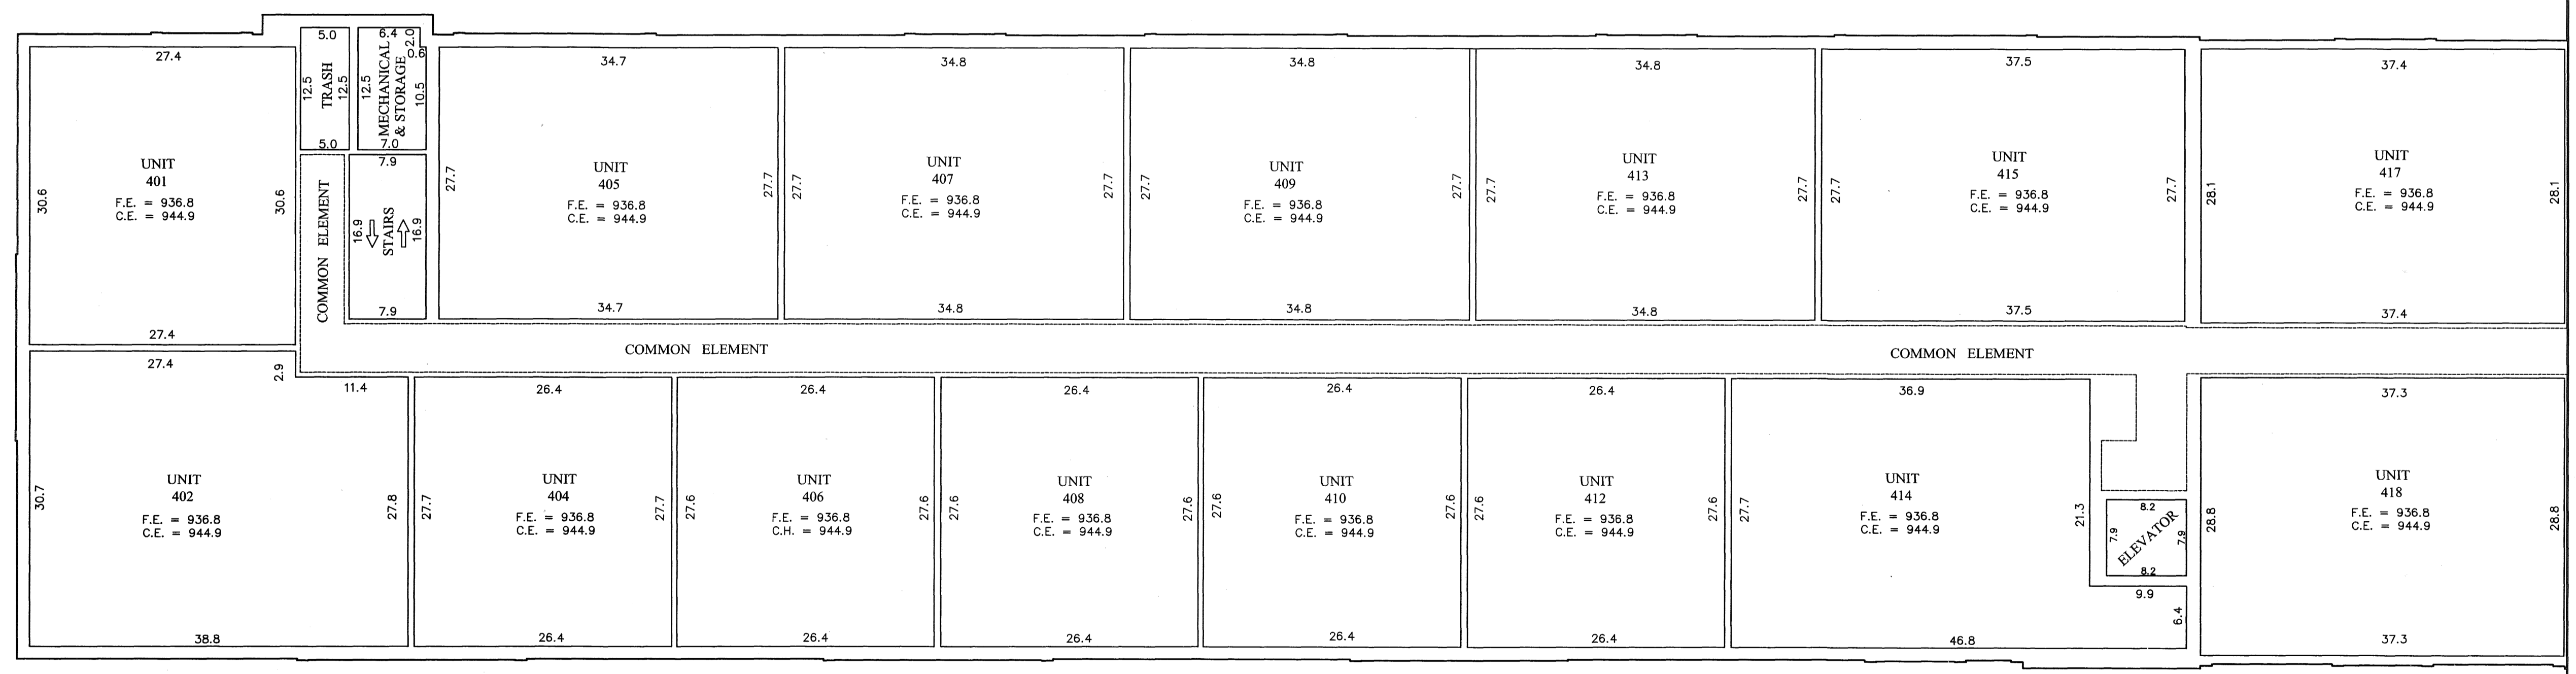 27.4
30.6
30.6
UNIT
401
F.E. = 936.8
C.E. = 944.9
27.4
5.0
12.5
TRASH
12.5
5.0
6.4
2.0
0.6
12.5
MECHANICAL
& STORAGE
10.5
7.0
COMMON ELEMENT
7.9
16.9
STAIRS
16.9
7.9
34.7
27.7
27.7
UNIT
405
F.E. = 936.8
C.E. = 944.9
34.7
34.8
27.7
27.7
UNIT
407
F.E. = 936.8
C.E. = 944.9
34.8
34.8
27.7
27.7
UNIT
409
F.E. = 936.8
C.E. = 944.9
34.8
34.8
27.7
27.7
UNIT
413
F.E. = 936.8
C.E. = 944.9
34.8
37.5
27.7
27.7
UNIT
415
F.E. = 936.8
C.E. = 944.9
37.5
37.4
28.1
28.1
UNIT
417
F.E. = 936.8
C.E. = 944.9
37.4
COMMON ELEMENT
COMMON ELEMENT
27.4
2.9
11.4
30.7
27.8
UNIT
402
F.E. = 936.8
C.E. = 944.9
38.8
26.4
27.7
27.7
UNIT
404
F.E. = 936.8
C.E. = 944.9
26.4
26.4
27.6
27.6
UNIT
406
F.E. = 936.8
C.H. = 944.9
26.4
26.4
27.6
27.6
UNIT
408
F.E. = 936.8
C.E. = 944.9
26.4
26.4
27.6
27.6
UNIT
410
F.E. = 936.8
C.E. = 944.9
26.4
26.4
27.6
27.6
UNIT
412
F.E. = 936.8
C.E. = 944.9
26.4
36.9
27.7
21.3
UNIT
414
F.E. = 936.8
C.E. = 944.9
9.9
6.4
46.8
8.2
7.9
ELEVATOR
7.9
8.2
37.3
28.8
28.8
UNIT
418
F.E. = 936.8
C.E. = 944.9
37.3